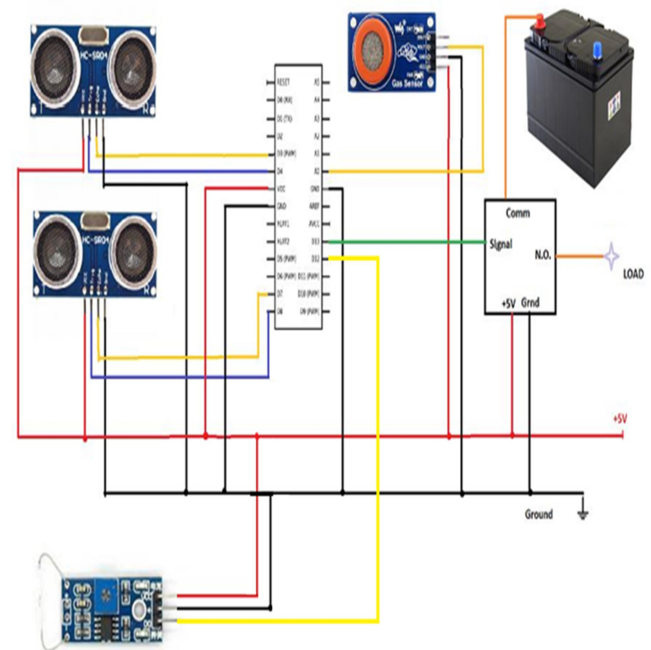 HC-SR04
T
R
HC-SR04
R
Gas Sensor
RESET
D0 (RX)
D1 (TX)
D2
D3 (PWM)
D4
VCC
GND
D5 (PWM)
D6 (PWM)
D7
D8
A5
A4
A3
A2
A1
A0
GND
AREF
AVCC
D13
D12
D11 (PWM)
D10 (PWM)
D9 (PWM)
Comm
Signal
N.O.
+5V Grnd
LOAD
+5V
Ground